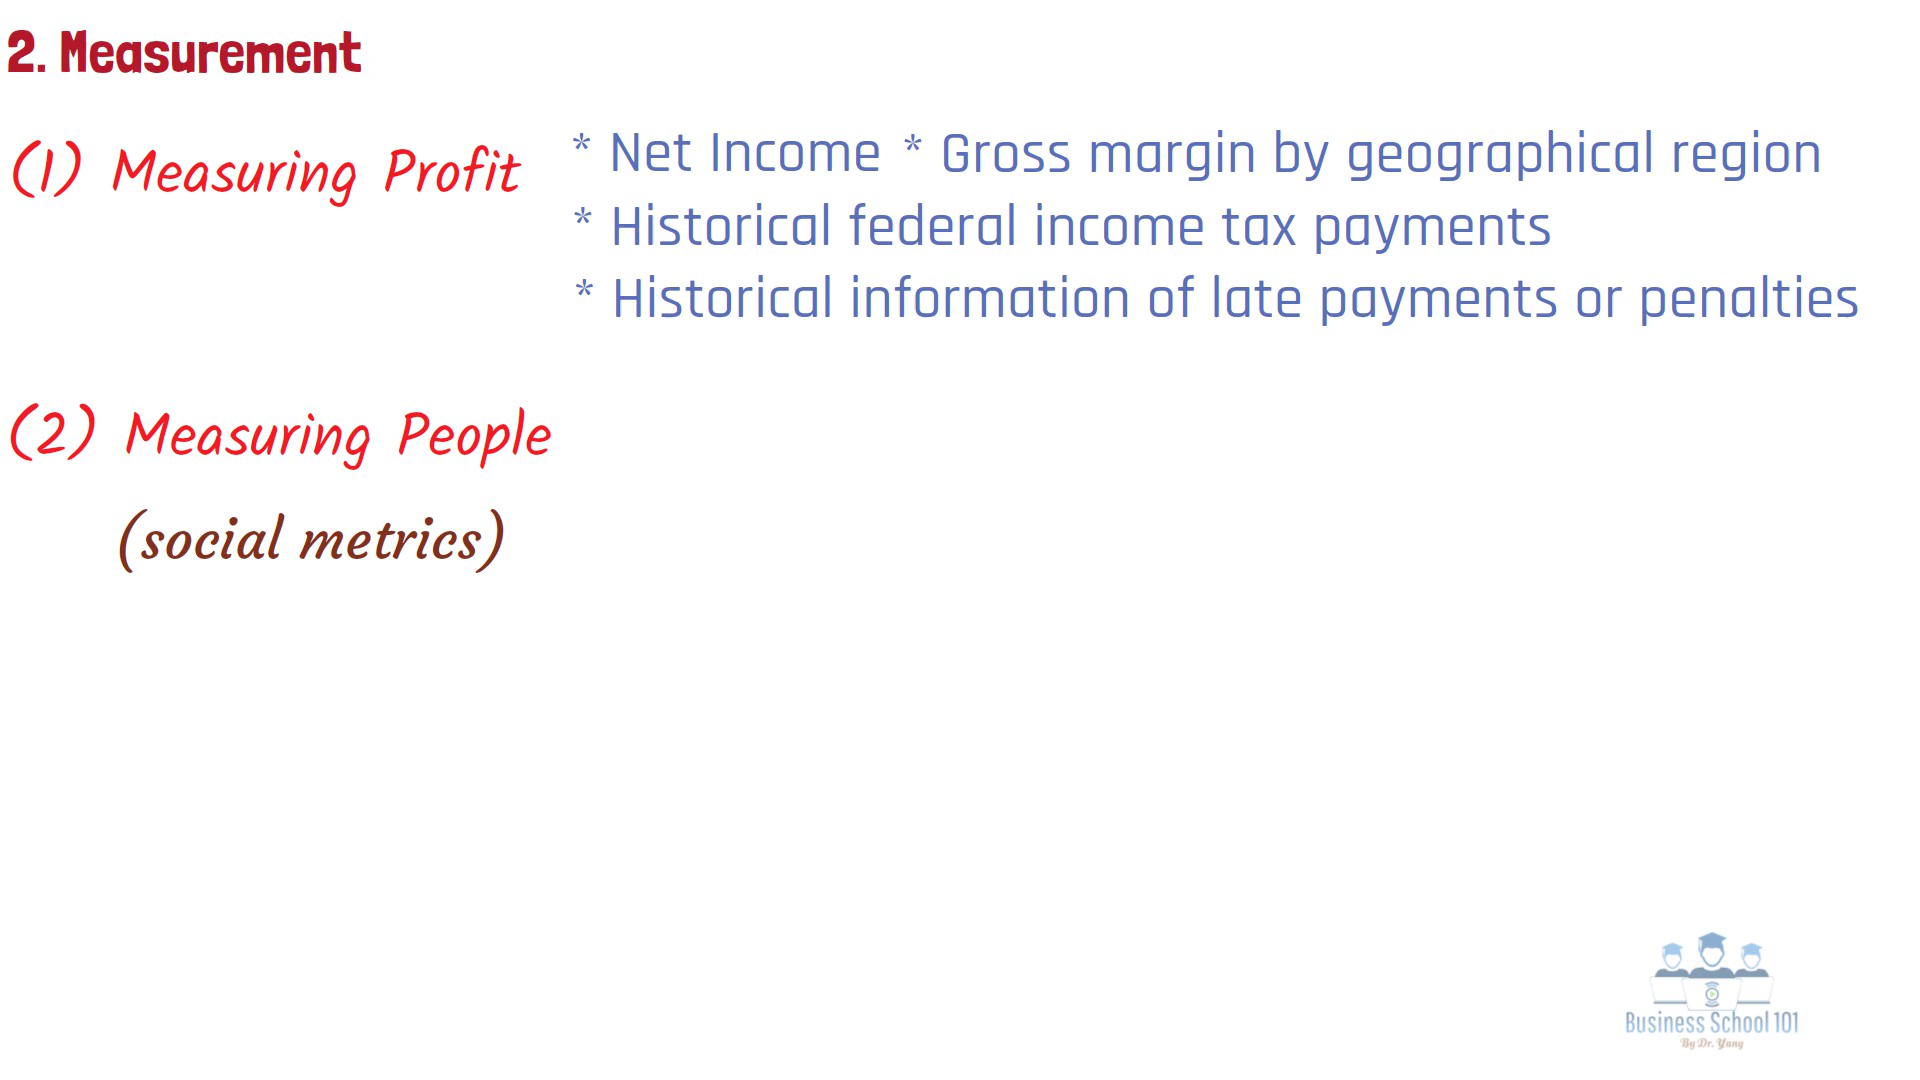 2. Measurement
(1) Measuring Profit
* Net Income * Gross margin by geographical region
* Historical federal income tax payments
* Historical information of late payments or penalties
(2) Measuring People
(social metrics)
Business School 101
By Dr. Yang